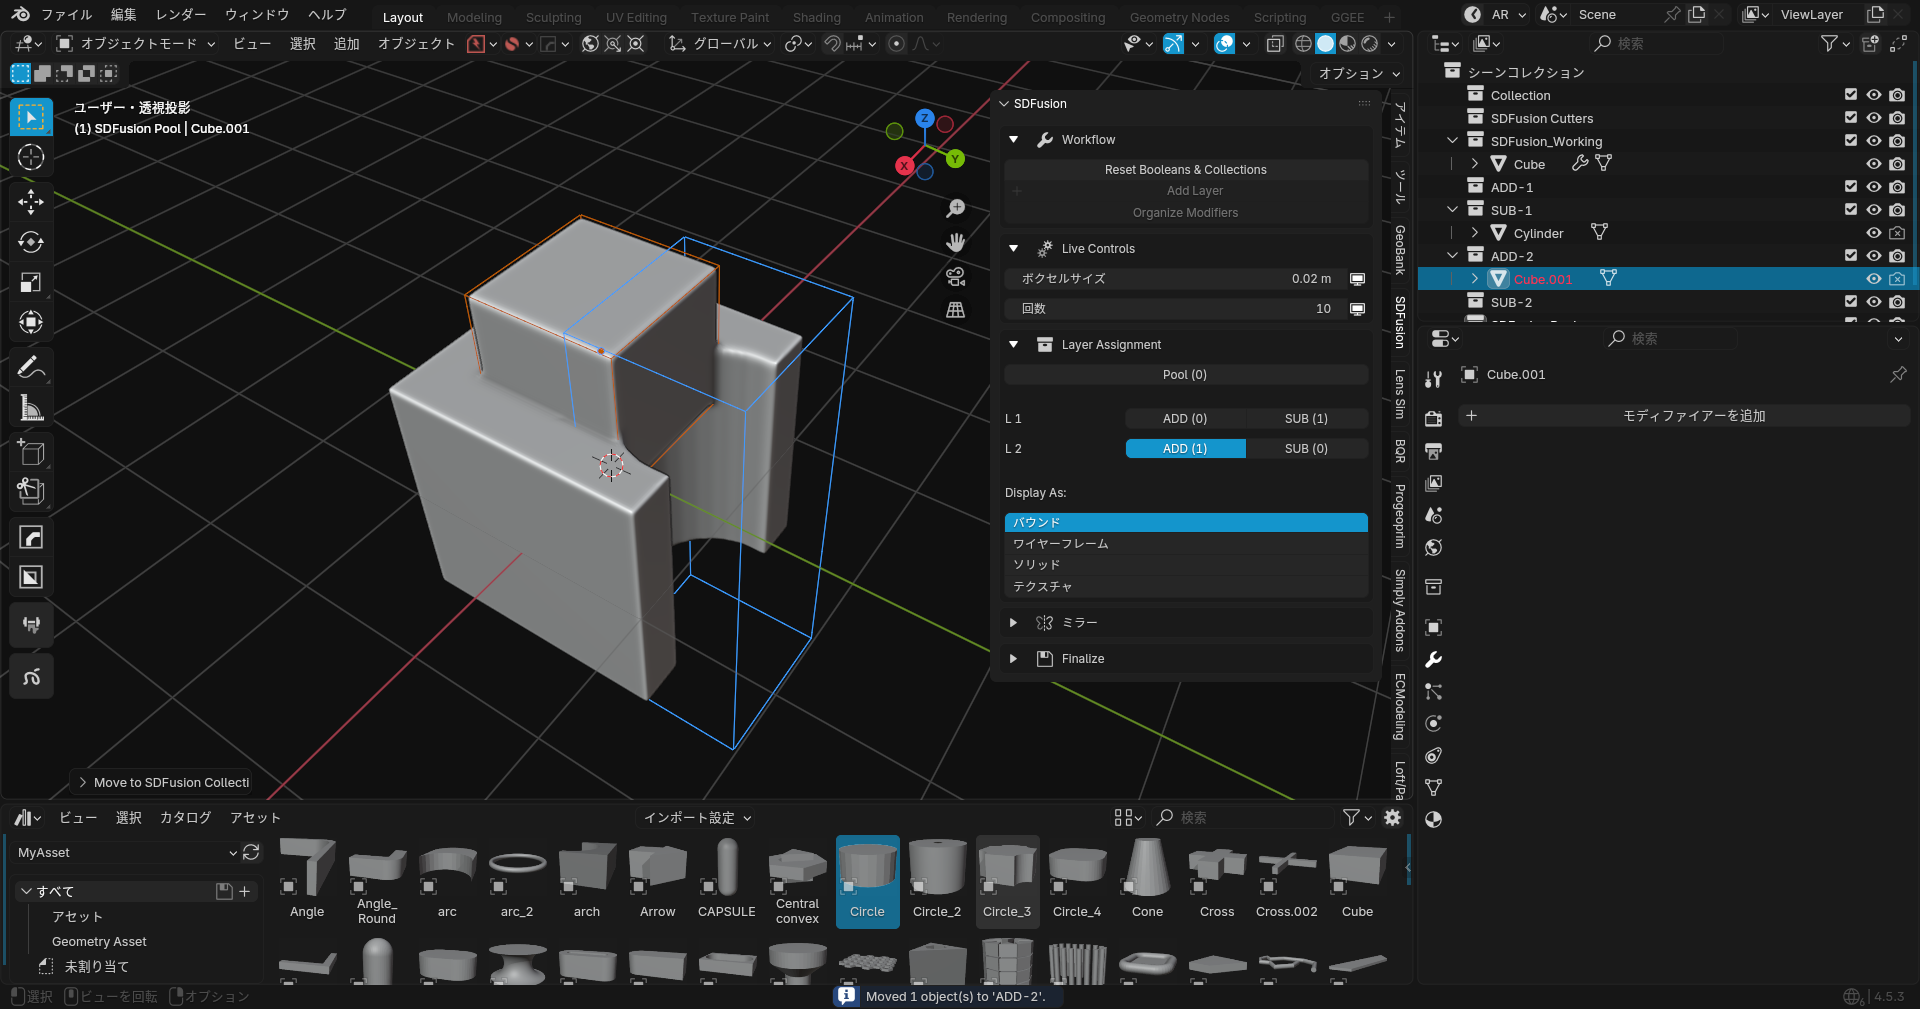 ファイル 編集 レンダー ウィンドウ ヘルプ Layout Modeling Sculpting UV Editing Texture Paint Shading Animation Rendering Compositing Geometry Nodes Scripting GGEE AR Scene ViewLayer
オブジェクトモード ビュー 選択 追加 オブジェクト グローバル
オプション
ユーザー・透視投影
(1) SDFusion Pool | Cube.001
Z
Y
X
SDFusion
Workflow
Reset Booleans & Collections
Add Layer
Organize Modifiers
Live Controls
ボクセルサイズ 0.02 m
回数 10
Layer Assignment
Pool (0)
L 1 ADD (0) SUB (1)
L 2 ADD (1) SUB (0)
Display As:
バウンド
ワイヤーフレーム
ソリッド
テクスチャ
ミラー
Finalize
アイテム
ツール
GeoBank
SDFusion
Lens Sim
BQR
Progeoprim
Simply Addons
ECModeling
Loft/Pa
Move to SDFusion Collecti
検索
シーンコレクション
Collection
SDFusion Cutters
SDFusion_Working
Cube
ADD-1
SUB-1
Cylinder
ADD-2
Cube.001
SUB-2
検索
Cube.001
モディファイアーを追加
ビュー 選択 カタログ アセット インポート設定 検索
MyAsset
すべて
アセット
Geometry Asset
未割り当て
Angle
Angle_
Round
arc
arc_2
arch
Arrow
CAPSULE
Central
convex
Circle
Circle_2
Circle_3
Circle_4
Cone
Cross
Cross.002
Cube
選択 ビューを回転 オプション
Moved 1 object(s) to 'ADD-2'.
4.5.3